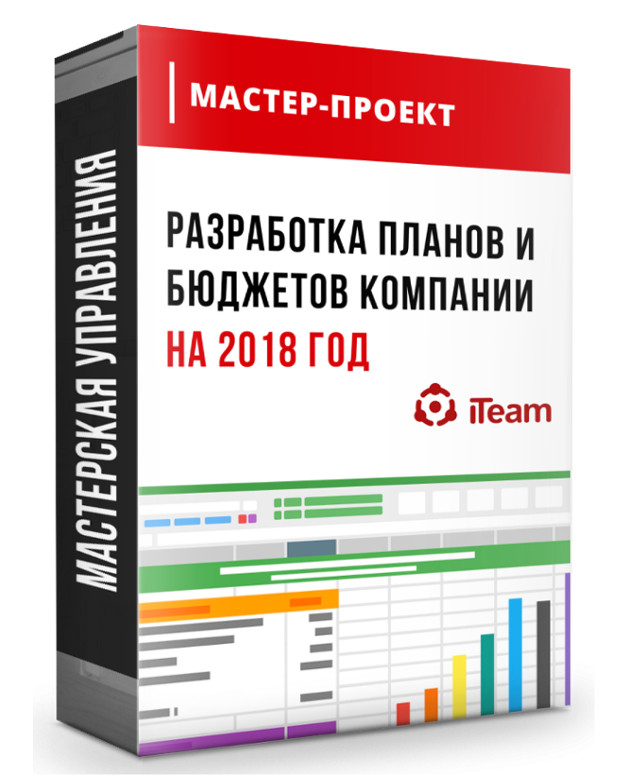 МАСТЕР-ПРОЕКТ
РАЗРАБОТКА ПЛАНОВ И
БЮДЖЕТОВ КОМПАНИИ
НА 2018 ГОД
iTeam
МАСТЕРСКАЯ УПРАВЛЕНИЯ